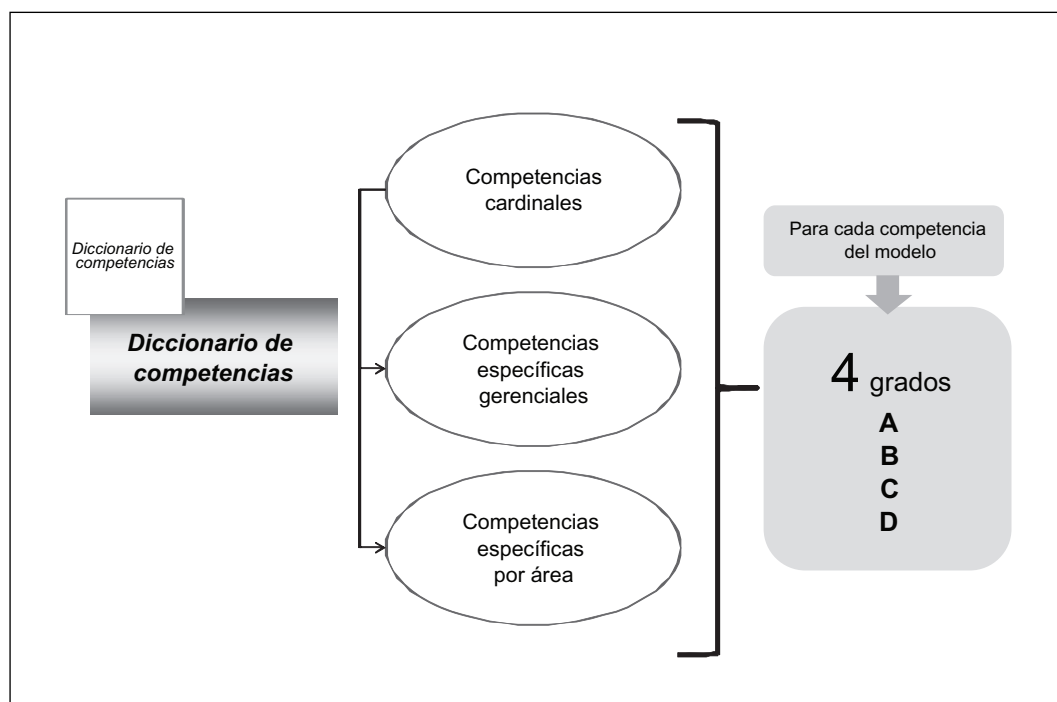 Diccionario de
competencias
Diccionario de
competencias
Competencias
cardinales
Competencias
específicas
gerenciales
Competencias
específicas
por área
Para cada competencia
del modelo
4 grados
A
B
C
D